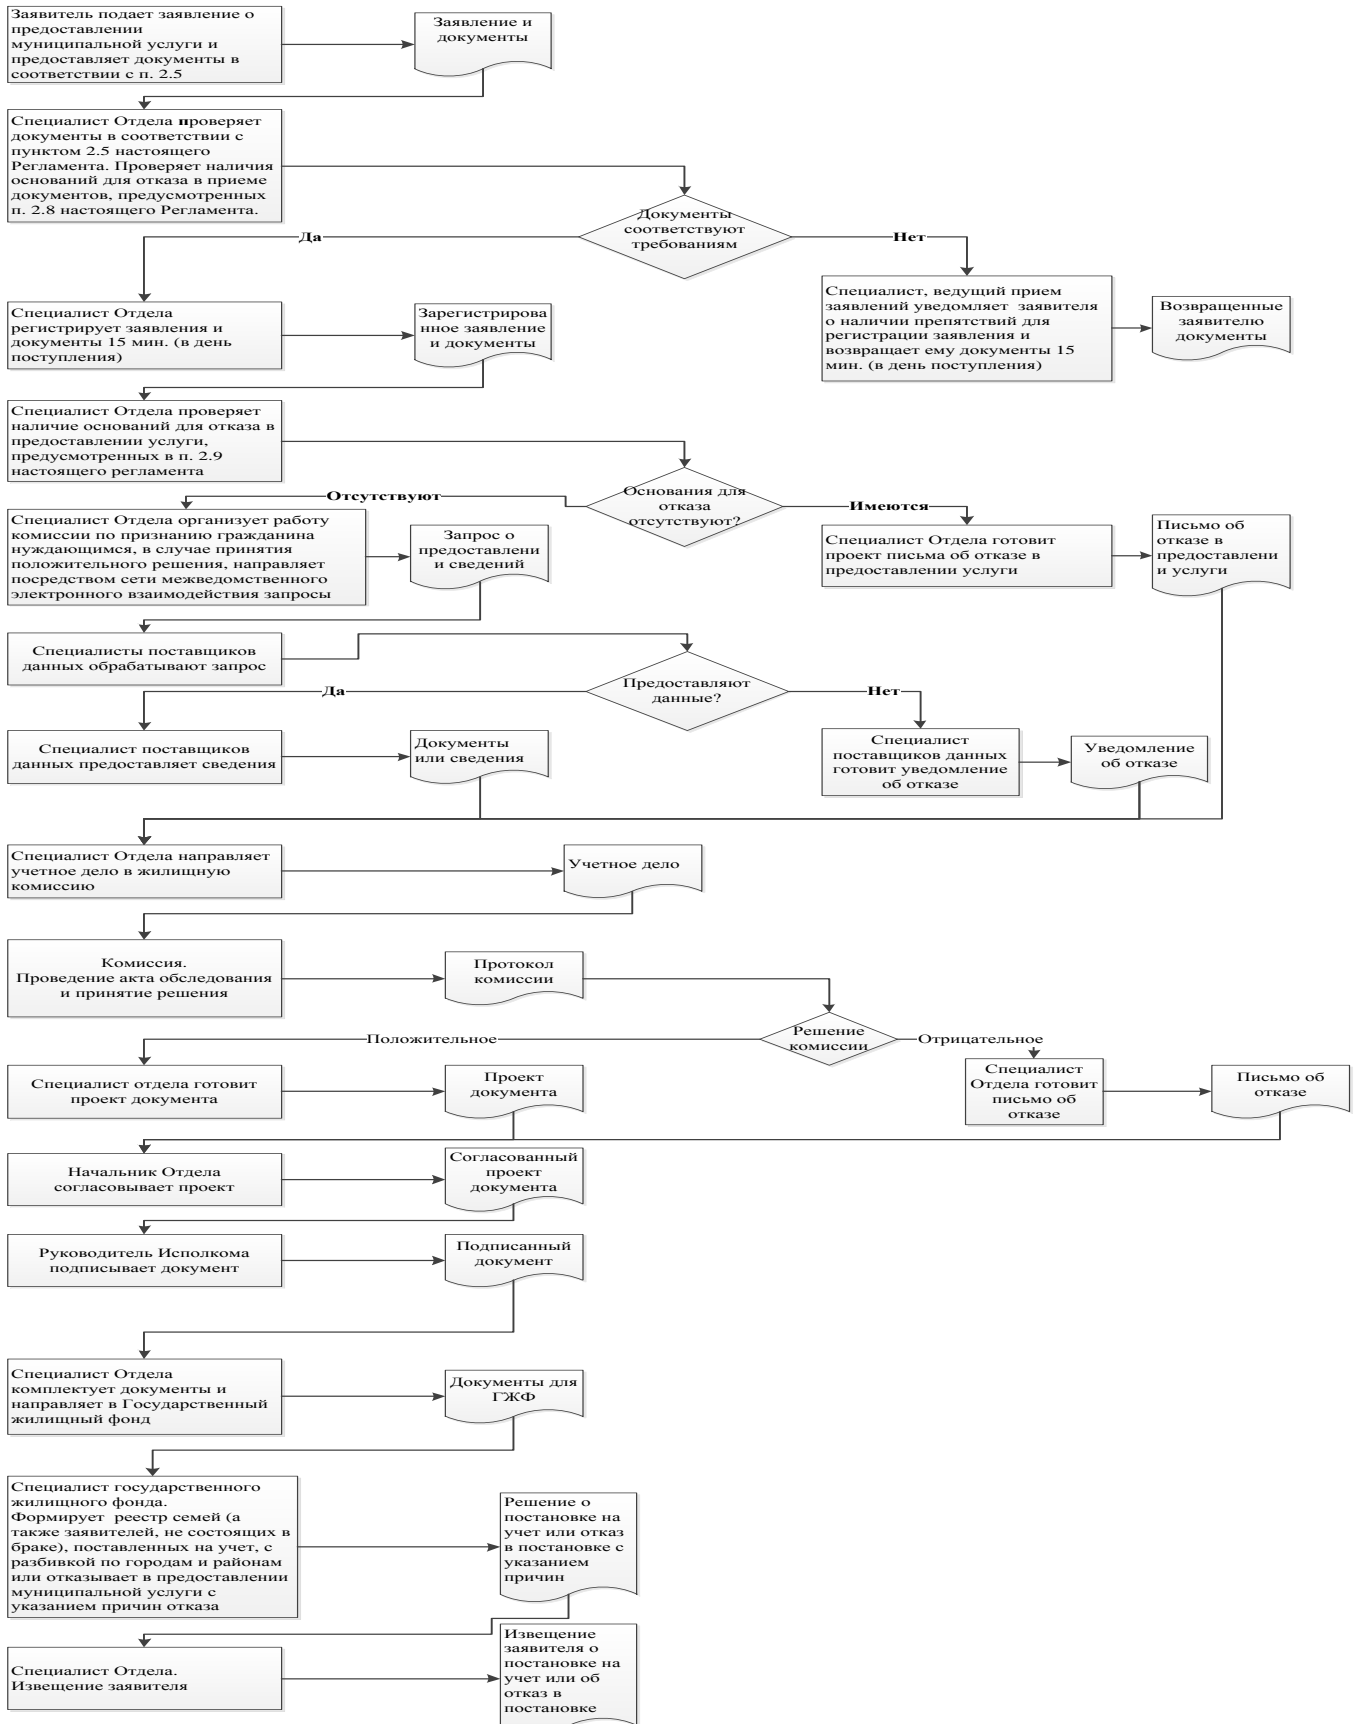 Заявитель подает заявление о
предоставлении
муниципальной услуги и
предоставляет документы в
соответствии с п. 2.5
Заявление и
документы
Специалист Отдела проверяет
документы в соответствии с
пунктом 2.5 настоящего
Регламента. Проверяет наличия
оснований для отказа в приеме
документов, предусмотренных
п. 2.8 настоящего Регламента.
Документы
соответствуют
требованиям
Да
Нет
Специалист Отдела
регистрирует заявления и
документы 15 мин. (в день
поступления)
Зарегистрирова
нное заявление
и документы
Специалист, ведущий прием
заявлений уведомляет заявителя
о наличии препятствий для
регистрации заявления и
возвращает ему документы 15
мин. (в день поступления)
Возвращенные
заявителю
документы
Специалист Отдела проверяет
наличие оснований для отказа в
предоставлении услуги,
предусмотренных в п. 2.9
настоящего регламента
Основания для
отказа
отсутствуют?
Отсутствуют
Имеются
Специалист Отдела организует работу
комиссии по признанию гражданина
нуждающимся, в случае принятия
положительного решения, направляет
посредством сети межведомственного
электронного взаимодействия запросы
Запрос о
предоставлени
и сведений
Специалист Отдела готовит
проект письма об отказе в
предоставлении услуги
Письмо об
отказе в
предоставлени
и услуги
Специалисты поставщиков
данных обрабатывают запрос
Предоставляют
данные?
Да
Нет
Специалист поставщиков
данных предоставляет сведения
Документы
или сведения
Специалист
поставщиков данных
готовит уведомление
об отказе
Уведомление
об отказе
Специалист Отдела направляет
учетное дело в жилищную
комиссию
Учетное дело
Комиссия.
Проведение акта обследования
и принятие решения
Протокол
комиссии
Решение
комиссии
Положительное
Отрицательное
Специалист отдела готовит
проект документа
Проект
документа
Специалист
Отдела готовит
письмо об
отказе
Письмо об
отказе
Начальник Отдела
согласовывает проект
Согласованный
проект
документа
Руководитель Исполкома
подписывает документ
Подписанный
документ
Специалист Отдела
комплектует документы и
направляет в Государственный
жилищный фонд
Документы для
ГЖФ
Специалист государственного
жилищного фонда.
Формирует реестр семей (а
также заявителей, не состоящих в
браке), поставленных на учет, с
разбивкой по городам и районам
или отказывает в предоставлении
муниципальной услуги с
указанием причин отказа
Решение о
постановке на
учет или отказ
в постановке с
указанием
причин
Специалист Отдела.
Извещение заявителя
Извещение
заявителя о
постановке на
учет или об
отказ в
постановке